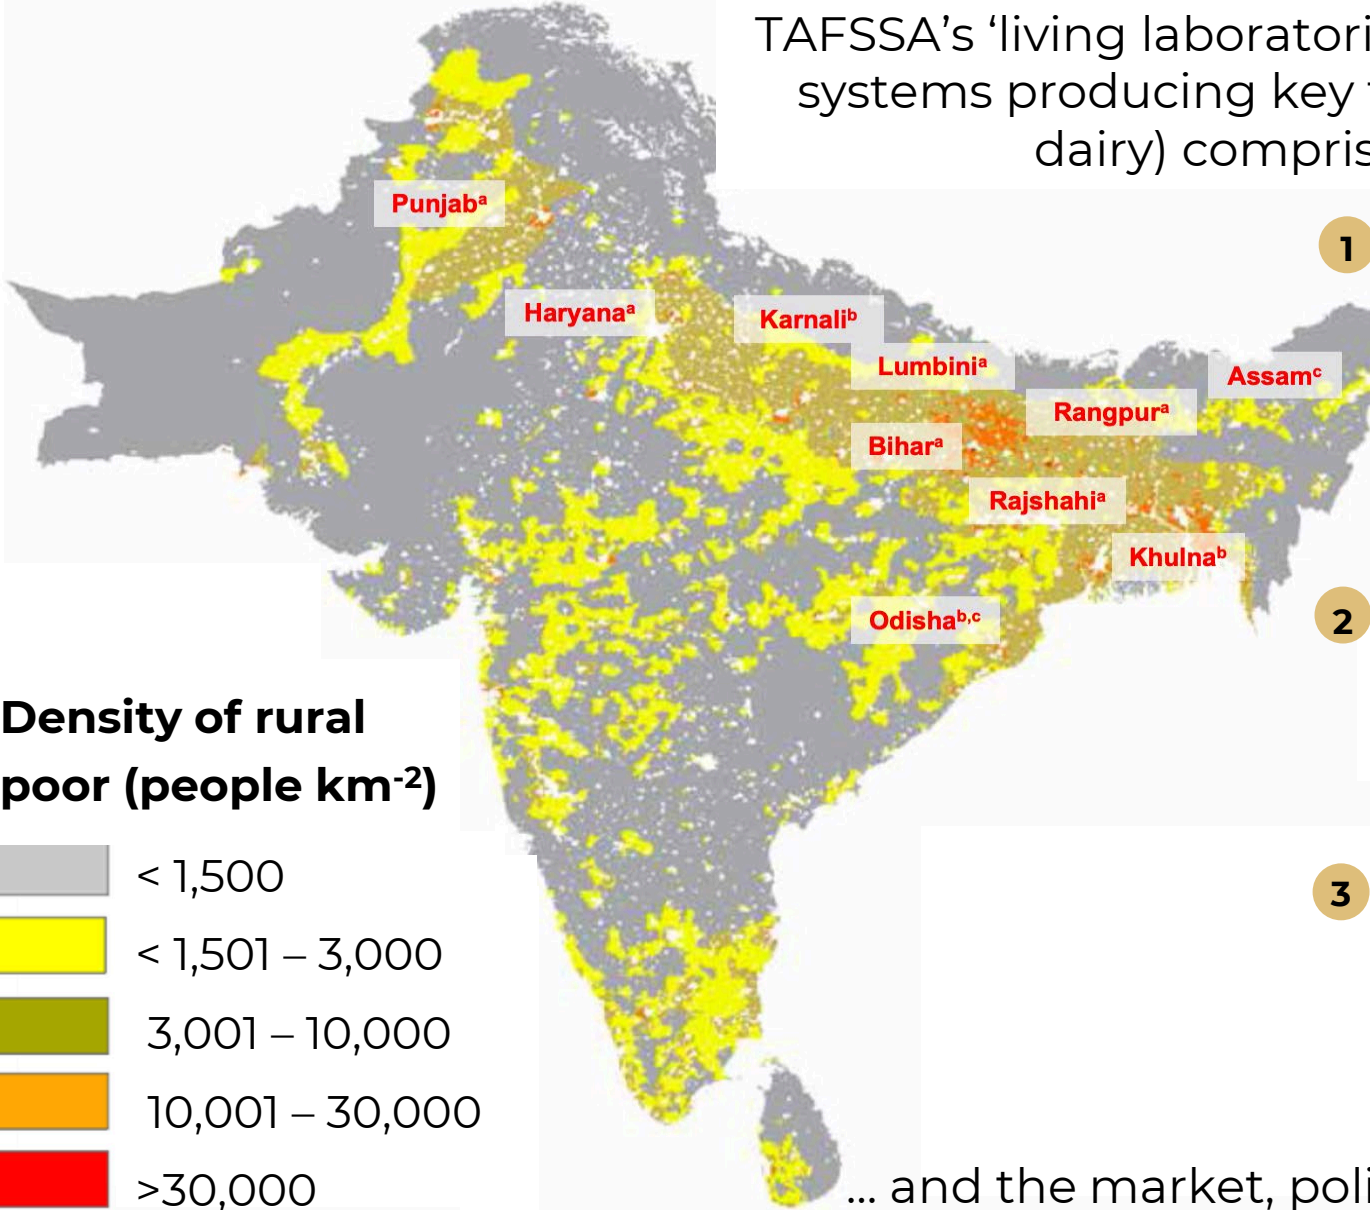 TAFSSA’s ‘living laboratori
systems producing key
dairy) compris
1
Punjabᵃ
Haryanaᵃ
Karnaliᵇ
Lumbiniᵃ
Assamᶜ
Rangpurᵃ
Biharᵃ
Rajshahiᵃ
Khulnaᵇ
Odishaᵇ,ᶜ
2
Density of rural
poor (people km⁻²)
< 1,500
< 1,501 – 3,000
3,001 – 10,000
10,001 – 30,000
>30,000
3
... and the market, poli